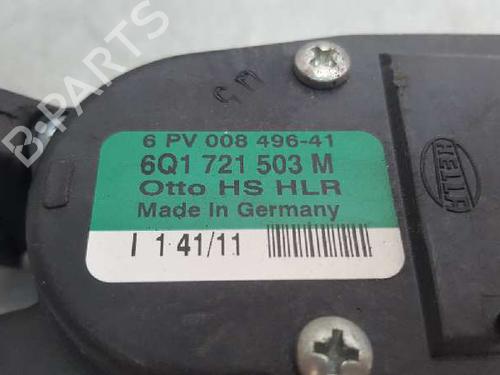 6 PV 008 496-41
6Q1 721 503 M
Otto HS HLR
Made in Germany
I 1 41/11
HELLA
B-PARTS